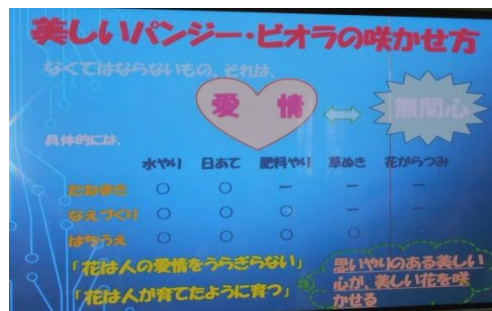 美しいパンジー・ビオラの咲かせ方
なくてはならないもの。それは、
愛 情 ⇔ 無関心
具体的には、
水やり 日あて 肥料やり 草ぬき 花がらつみ
たねまき ○ ○ ー ー ー
なえづくり ○ ○ ○ ー ー
はちうえ ○ ○ ○ ○ ○
「花は人の愛情をうらぎらない」
「花は人が育てたように育つ」
思いやりのある美しい
心が、美しい花を咲
かせる